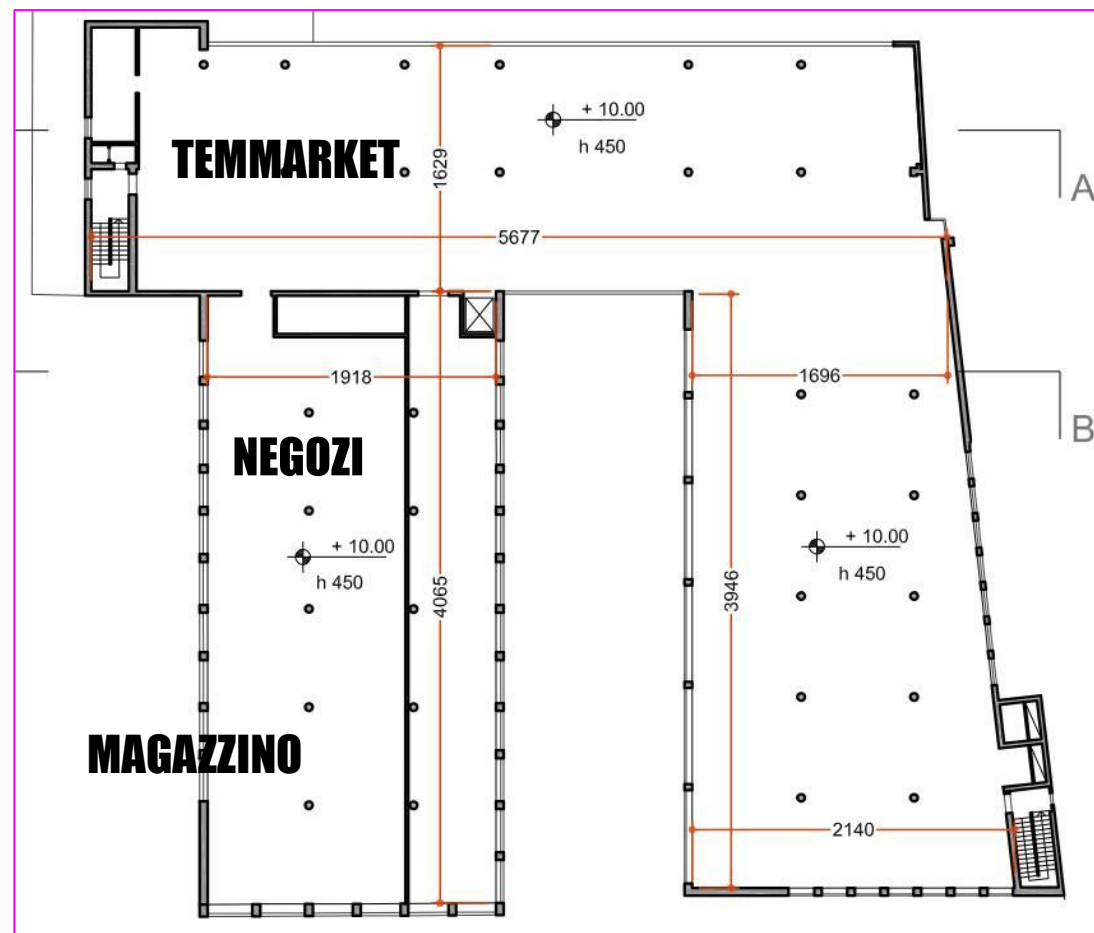 + 10.00
h 450
TEMMARKET
1629
A
5677
1918
1696
B
NEGOZI
+ 10.00
h 450
+ 10.00
h 450
4065
3946
MAGAZZINO
2140